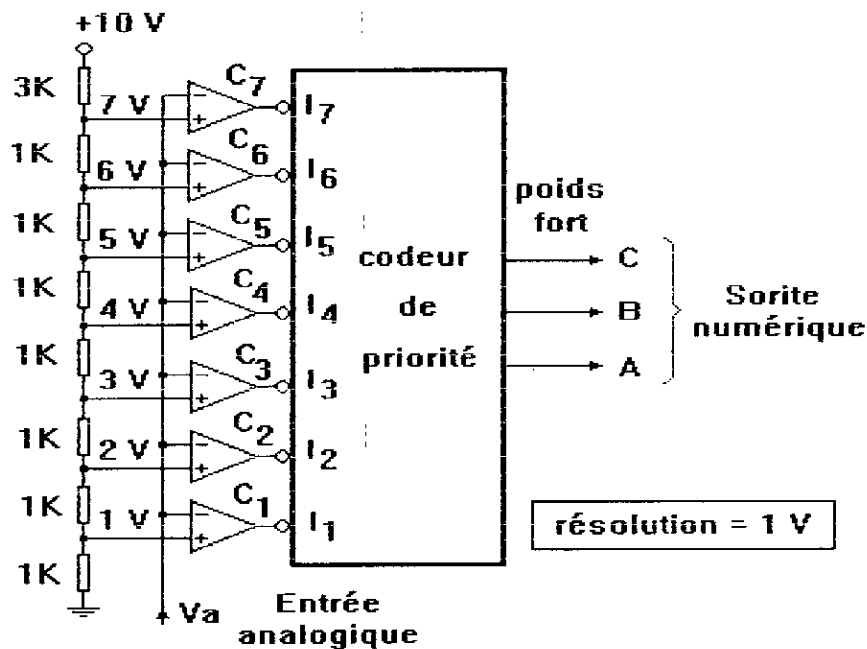 +10 V
3K
7 V
C7
I7
1K
6 V
C6
I6
1K
5 V
C5
I5
1K
4 V
C4
I4
1K
3 V
C3
I3
1K
2 V
C2
I2
1K
1 V
C1
I1
1K
Va
Entrée
analogique
codeur
de
priorité
poids
fort
C
B
A
Sorite
numérique
résolution = 1 V